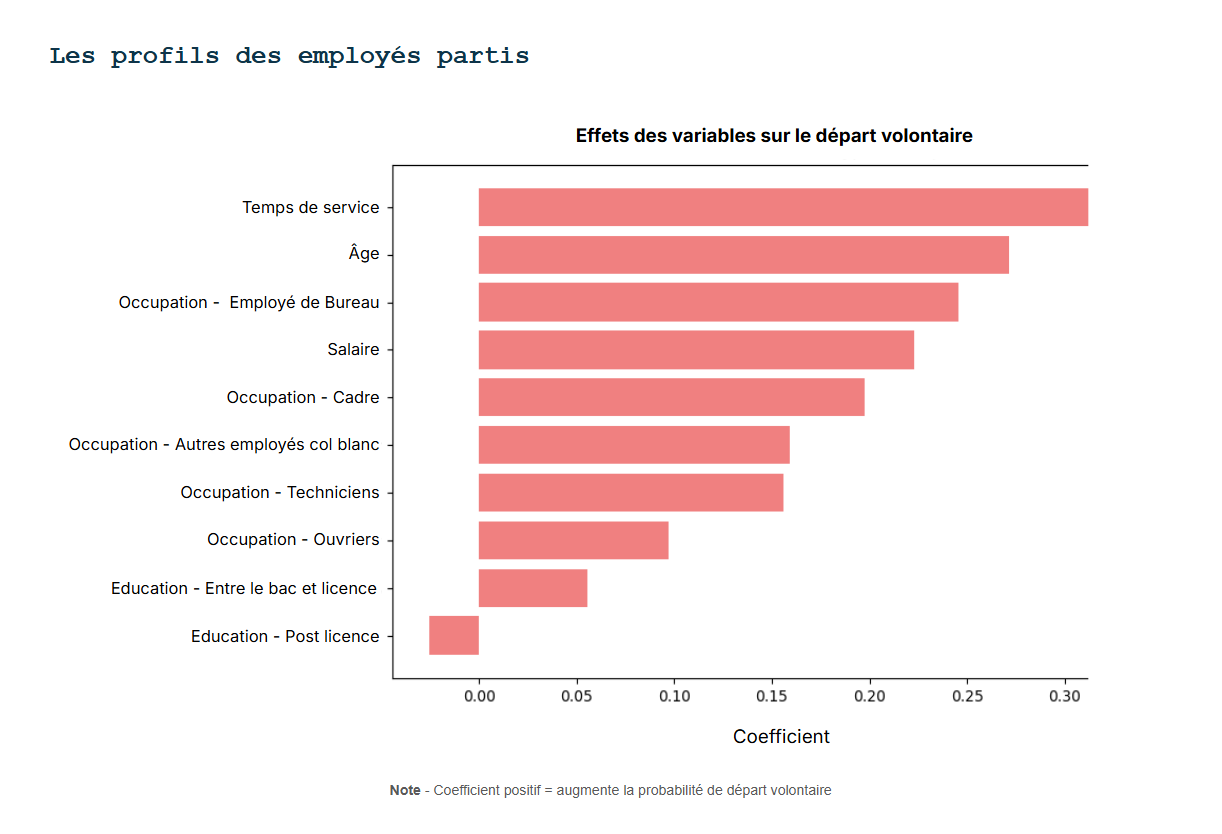 Les profils des employés partis
Effets des variables sur le départ volontaire
Temps de service
Âge
Occupation -  Employé de Bureau
Salaire
Occupation - Cadre
Occupation - Autres employés col blanc
Occupation - Techniciens
Occupation - Ouvriers
Education - Entre le bac et licence
Education - Post licence
0.00 0.05 0.10 0.15 0.20 0.25 0.30
Coefficient
Note - Coefficient positif = augmente la probabilité de départ volontaire